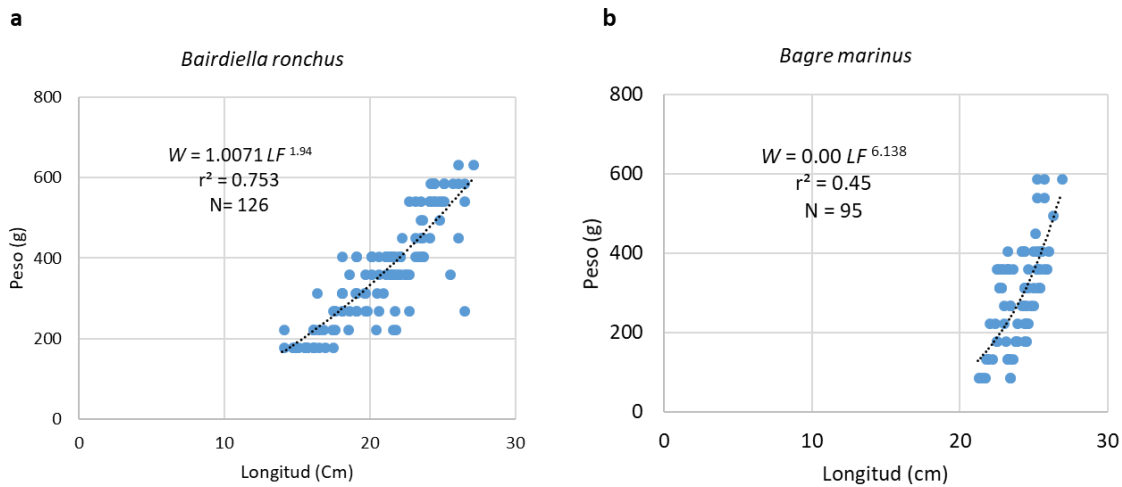 a
Bairdiella ronchus
800
600
400
200
0
0
10
20
30
W = 1.0071 LF 1.94
r² = 0.753
N= 126
Peso (g)
Longitud (Cm)
b
Bagre marinus
800
600
400
200
0
0
10
20
30
W = 0.00 LF 6.138
r² = 0.45
N = 95
Peso (g)
Longitud (cm)